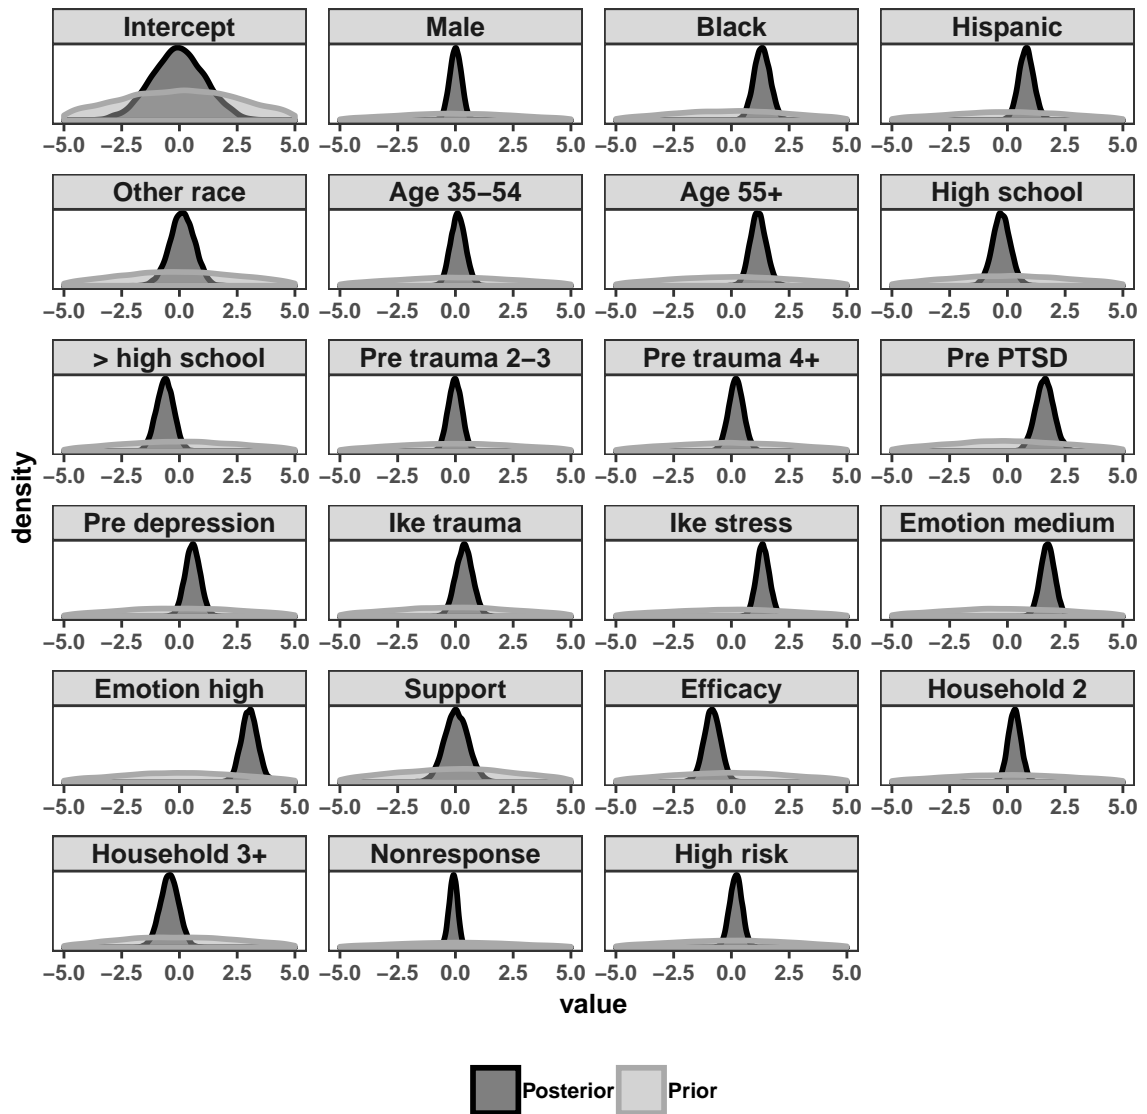 Intercept Male Black Hispanic
−5.0 −2.5 0.0 2.5 5.0 −5.0 −2.5 0.0 2.5 5.0 −5.0 −2.5 0.0 2.5 5.0 −5.0 −2.5 0.0 2.5 5.0
Other race Age 35−54 Age 55+ High school
−5.0 −2.5 0.0 2.5 5.0 −5.0 −2.5 0.0 2.5 5.0 −5.0 −2.5 0.0 2.5 5.0 −5.0 −2.5 0.0 2.5 5.0
> high school Pre trauma 2−3 Pre trauma 4+ Pre PTSD
−5.0 −2.5 0.0 2.5 5.0 −5.0 −2.5 0.0 2.5 5.0 −5.0 −2.5 0.0 2.5 5.0 −5.0 −2.5 0.0 2.5 5.0
density
Pre depression Ike trauma Ike stress Emotion medium
−5.0 −2.5 0.0 2.5 5.0 −5.0 −2.5 0.0 2.5 5.0 −5.0 −2.5 0.0 2.5 5.0 −5.0 −2.5 0.0 2.5 5.0
Emotion high Support Efficacy Household 2
−5.0 −2.5 0.0 2.5 5.0 −5.0 −2.5 0.0 2.5 5.0 −5.0 −2.5 0.0 2.5 5.0 −5.0 −2.5 0.0 2.5 5.0
Household 3+ Nonresponse High risk
−5.0 −2.5 0.0 2.5 5.0 −5.0 −2.5 0.0 2.5 5.0 −5.0 −2.5 0.0 2.5 5.0
value
Posterior Prior